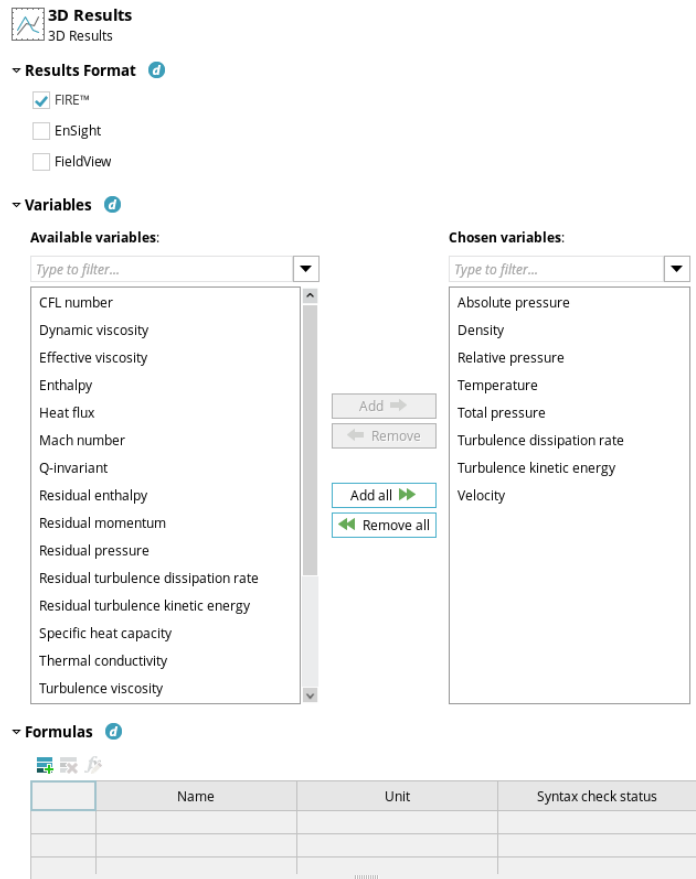 3D Results
3D Results
Results Format d
FIRE™
EnSight
FieldView
Variables d
Available variables:
Type to filter...
CFL number
Dynamic viscosity
Effective viscosity
Enthalpy
Heat flux
Mach number
Q-invariant
Residual enthalpy
Residual momentum
Residual pressure
Residual turbulence dissipation rate
Residual turbulence kinetic energy
Specific heat capacity
Thermal conductivity
Turbulence viscosity
Add
Remove
Add all
Remove all
Chosen variables:
Type to filter...
Absolute pressure
Density
Relative pressure
Temperature
Total pressure
Turbulence dissipation rate
Turbulence kinetic energy
Velocity
Formulas d
Name Unit Syntax check status